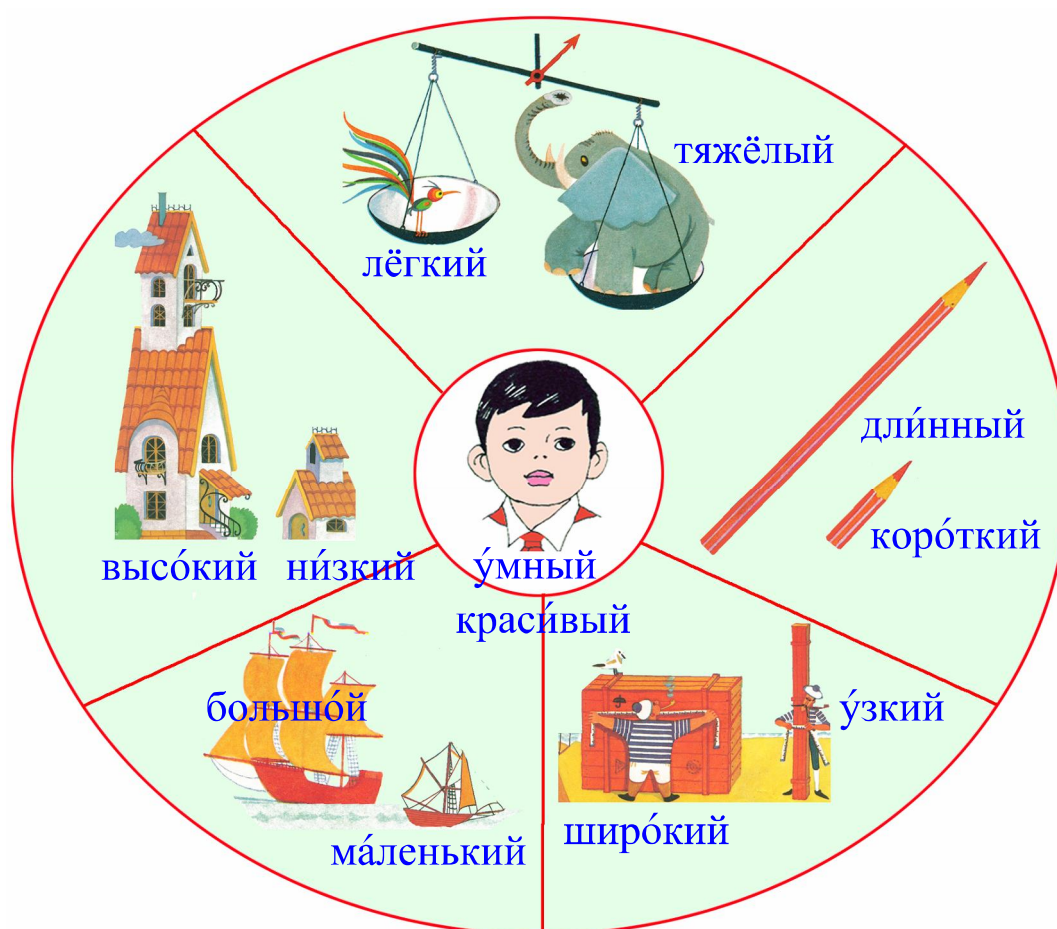 тяжёлый
лёгкий
дли́нный
коро́ткий
высо́кий
ни́зкий
у́мный
краси́вый
большо́й
у́зкий
широ́кий
ма́ленький